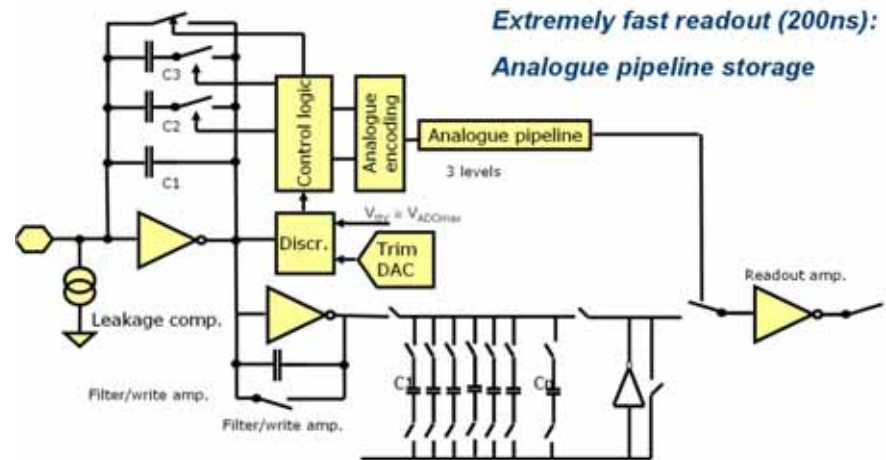 Extremely fast readout (200ns):
Analogue pipeline storage
C3
C2
C1
Control logic
Analogue
encoding
Analogue pipeline
3 levels
Discr.
Trim
DAC
Readout amp.
Leakage comp.
C1
Cn
Filter/write amp.
Filter/write amp.